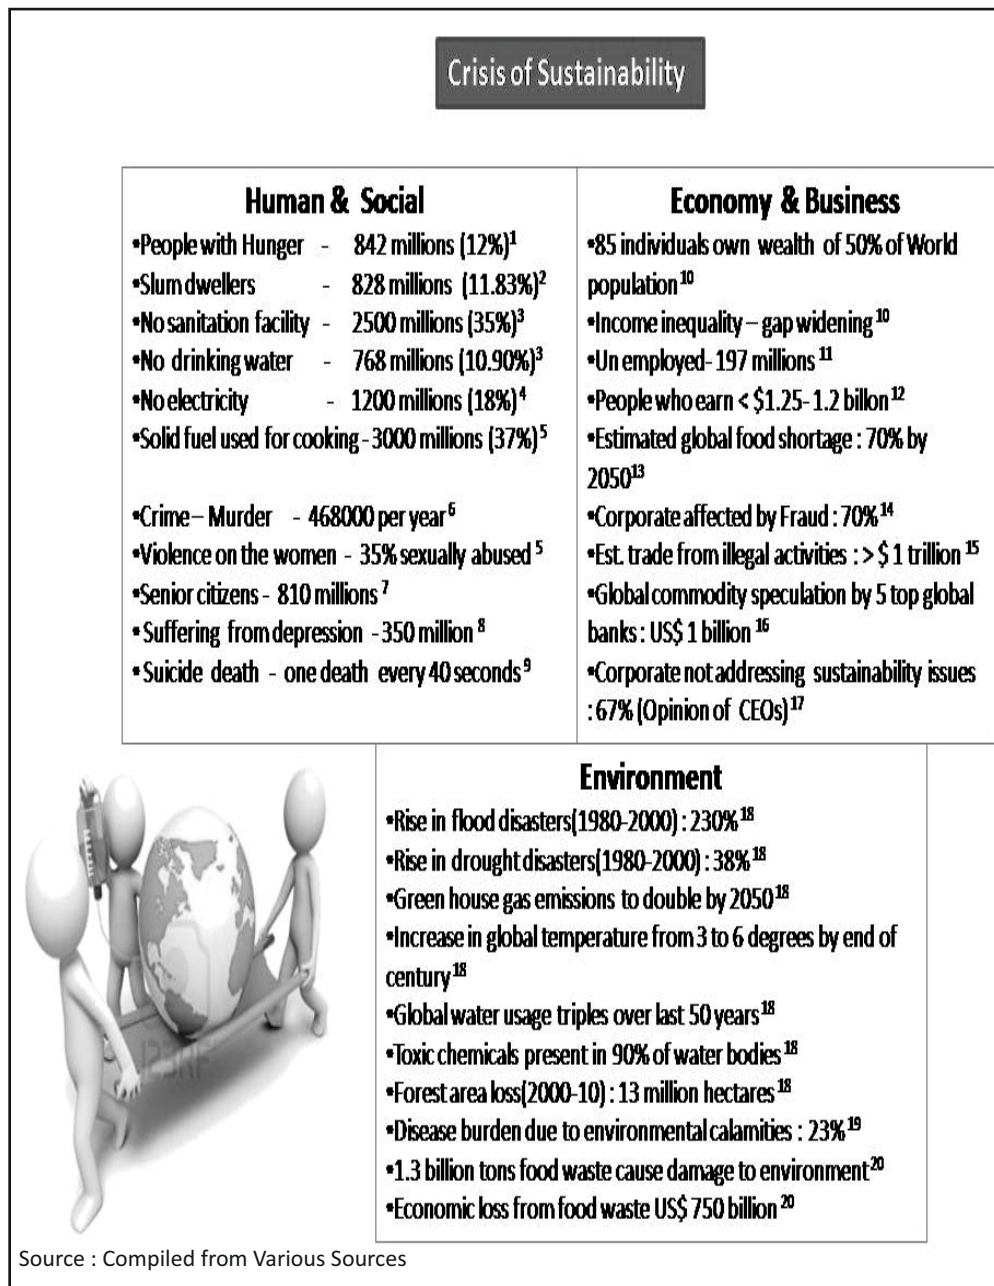 Crisis of Sustainability
Human & Social
•People with Hunger - 842 millions (12%)1
•Slum dwellers - 828 millions (11.83%)2
•No sanitation facility - 2500 millions (35%)3
•No drinking water - 768 millions (10.90%)3
•No electricity - 1200 millions (18%)4
•Solid fuel used for cooking - 3000 millions (37%)5
•Crime – Murder - 468000 per year6
•Violence on the women - 35% sexually abused5
•Senior citizens - 810 millions7
•Suffering from depression - 350 million8
•Suicide death - one death every 40 seconds9
Economy & Business
•85 individuals own wealth of 50% of World
population10
•Income inequality – gap widening10
•Un employed- 197 millions11
•People who earn < $1.25- 1.2 billon12
•Estimated global food shortage : 70% by
205013
•Corporate affected by Fraud : 70%14
•Est. trade from illegal activities : > $ 1 trillion15
•Global commodity speculation by 5 top global
banks : US$ 1 billion16
•Corporate not addressing sustainability issues
: 67% (Opinion of CEOs)17
Environment
•Rise in flood disasters(1980-2000) : 230%18
•Rise in drought disasters(1980-2000) : 38%18
•Green house gas emissions to double by 205018
•Increase in global temperature from 3 to 6 degrees by end of
century18
•Global water usage triples over last 50 years18
•Toxic chemicals present in 90% of water bodies18
•Forest area loss(2000-10) : 13 million hectares18
•Disease burden due to environmental calamities : 23%19
•1.3 billion tons food waste cause damage to environment20
•Economic loss from food waste US$ 750 billion20
123RF
Source : Compiled from Various Sources